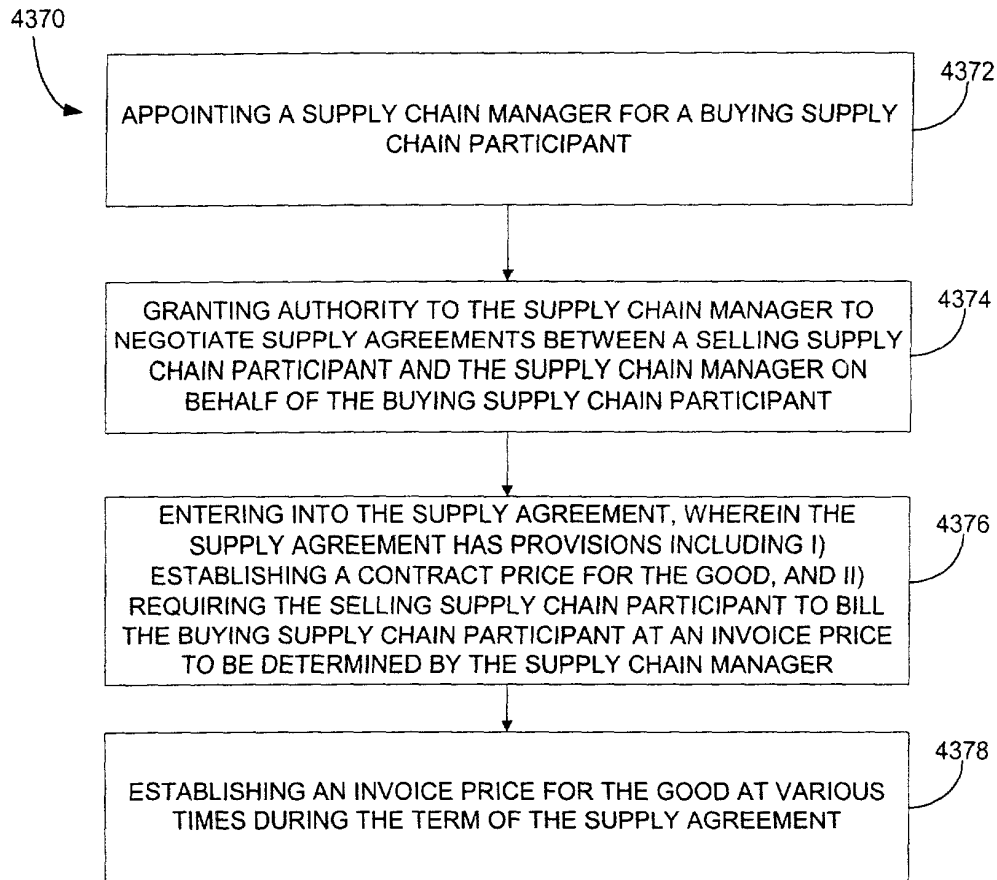 4370
4372
APPOINTING A SUPPLY CHAIN MANAGER FOR A BUYING SUPPLY
CHAIN PARTICIPANT
4374
GRANTING AUTHORITY TO THE SUPPLY CHAIN MANAGER TO
NEGOTIATE SUPPLY AGREEMENTS BETWEEN A SELLING SUPPLY
CHAIN PARTICIPANT AND THE SUPPLY CHAIN MANAGER ON
BEHALF OF THE BUYING SUPPLY CHAIN PARTICIPANT
4376
ENTERING INTO THE SUPPLY AGREEMENT, WHEREIN THE
SUPPLY AGREEMENT HAS PROVISIONS INCLUDING I)
ESTABLISHING A CONTRACT PRICE FOR THE GOOD, AND II)
REQUIRING THE SELLING SUPPLY CHAIN PARTICIPANT TO BILL
THE BUYING SUPPLY CHAIN PARTICIPANT AT AN INVOICE PRICE
TO BE DETERMINED BY THE SUPPLY CHAIN MANAGER
4378
ESTABLISHING AN INVOICE PRICE FOR THE GOOD AT VARIOUS
TIMES DURING THE TERM OF THE SUPPLY AGREEMENT